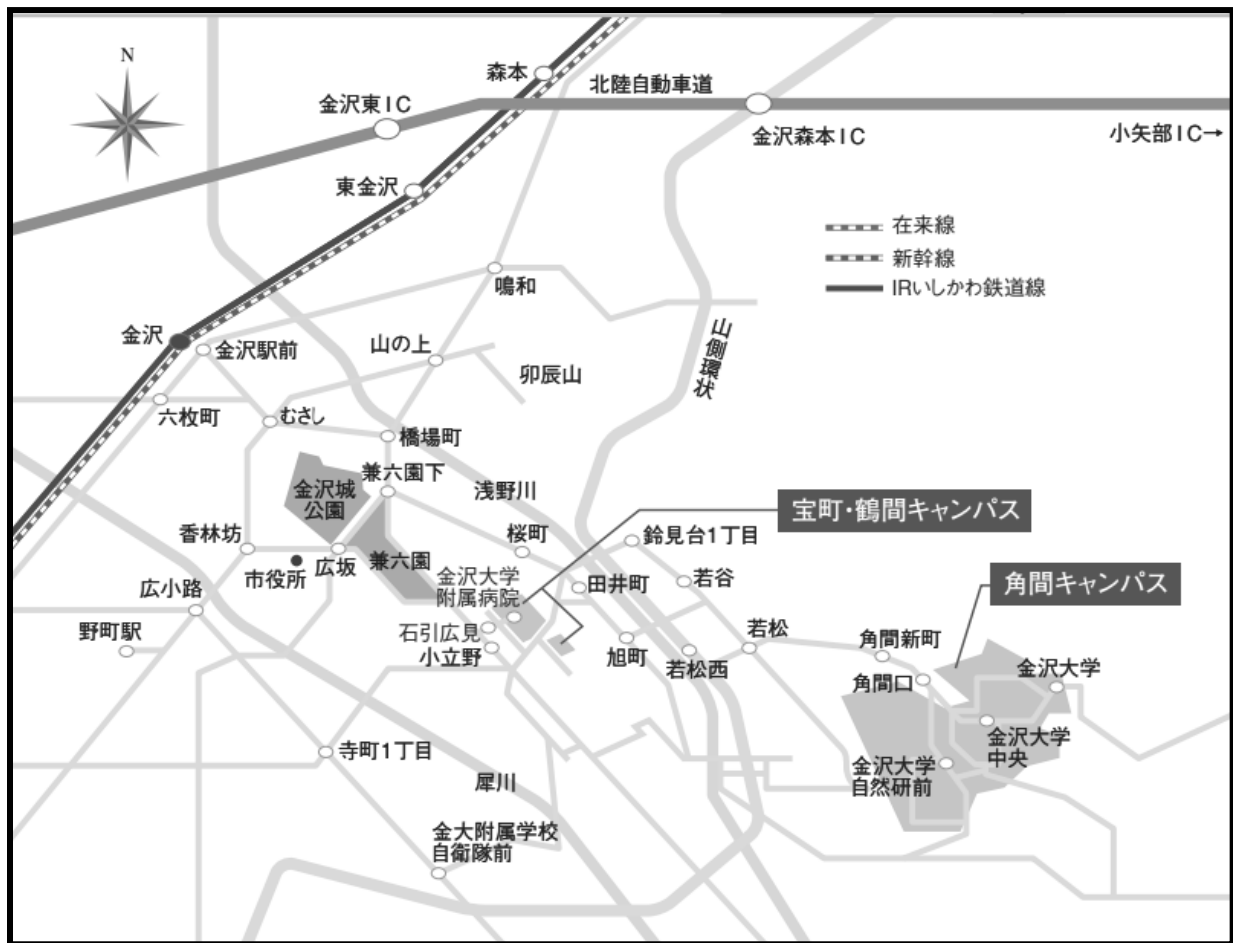 N
森本
北陸自動車道
金沢東IC
金沢森本IC
小矢部IC→
東金沢
在来線
新幹線
IRいしかわ鉄道線
鳴和
金沢
金沢駅前
山の上
卯辰山
山側環状
六枚町
むさし
橋場町
兼六園下
金沢城
公園
浅野川
宝町・鶴間キャンパス
香林坊
市役所
広坂
兼六園
桜町
鈴見台1丁目
金沢大学
附属病院
田井町
若谷
角間キャンパス
広小路
野町駅
石引広見
小立野
旭町
若松西
若松
角間新町
角間口
金沢大学
金沢大学
中央
金沢大学
自然研前
寺町1丁目
犀川
金大附属学校
自衛隊前